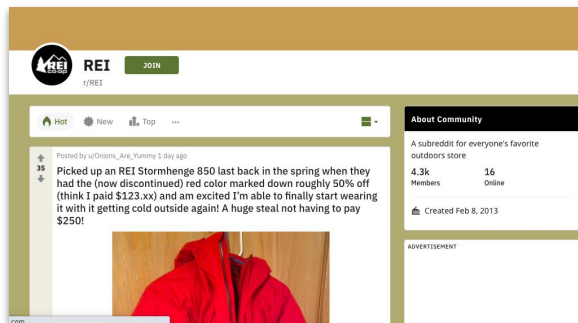 REI
CO·OP
REI
JOIN
r/REI
Hot
New
Top
...
Posted by u/Onions_Are_Yummy 1 day ago
35
Picked up an REI Stormhenge 850 last back in the spring when they
had the (now discontinued) red color marked down roughly 50% off
(think I paid $123.xx) and am excited I'm able to finally start wearing
it with it getting cold outside again! A huge steal not having to pay
$250!
About Community
A subreddit for everyone's favorite
outdoors store
4.3k
16
Members
Online
Created Feb 8, 2013
ADVERTISEMENT
com